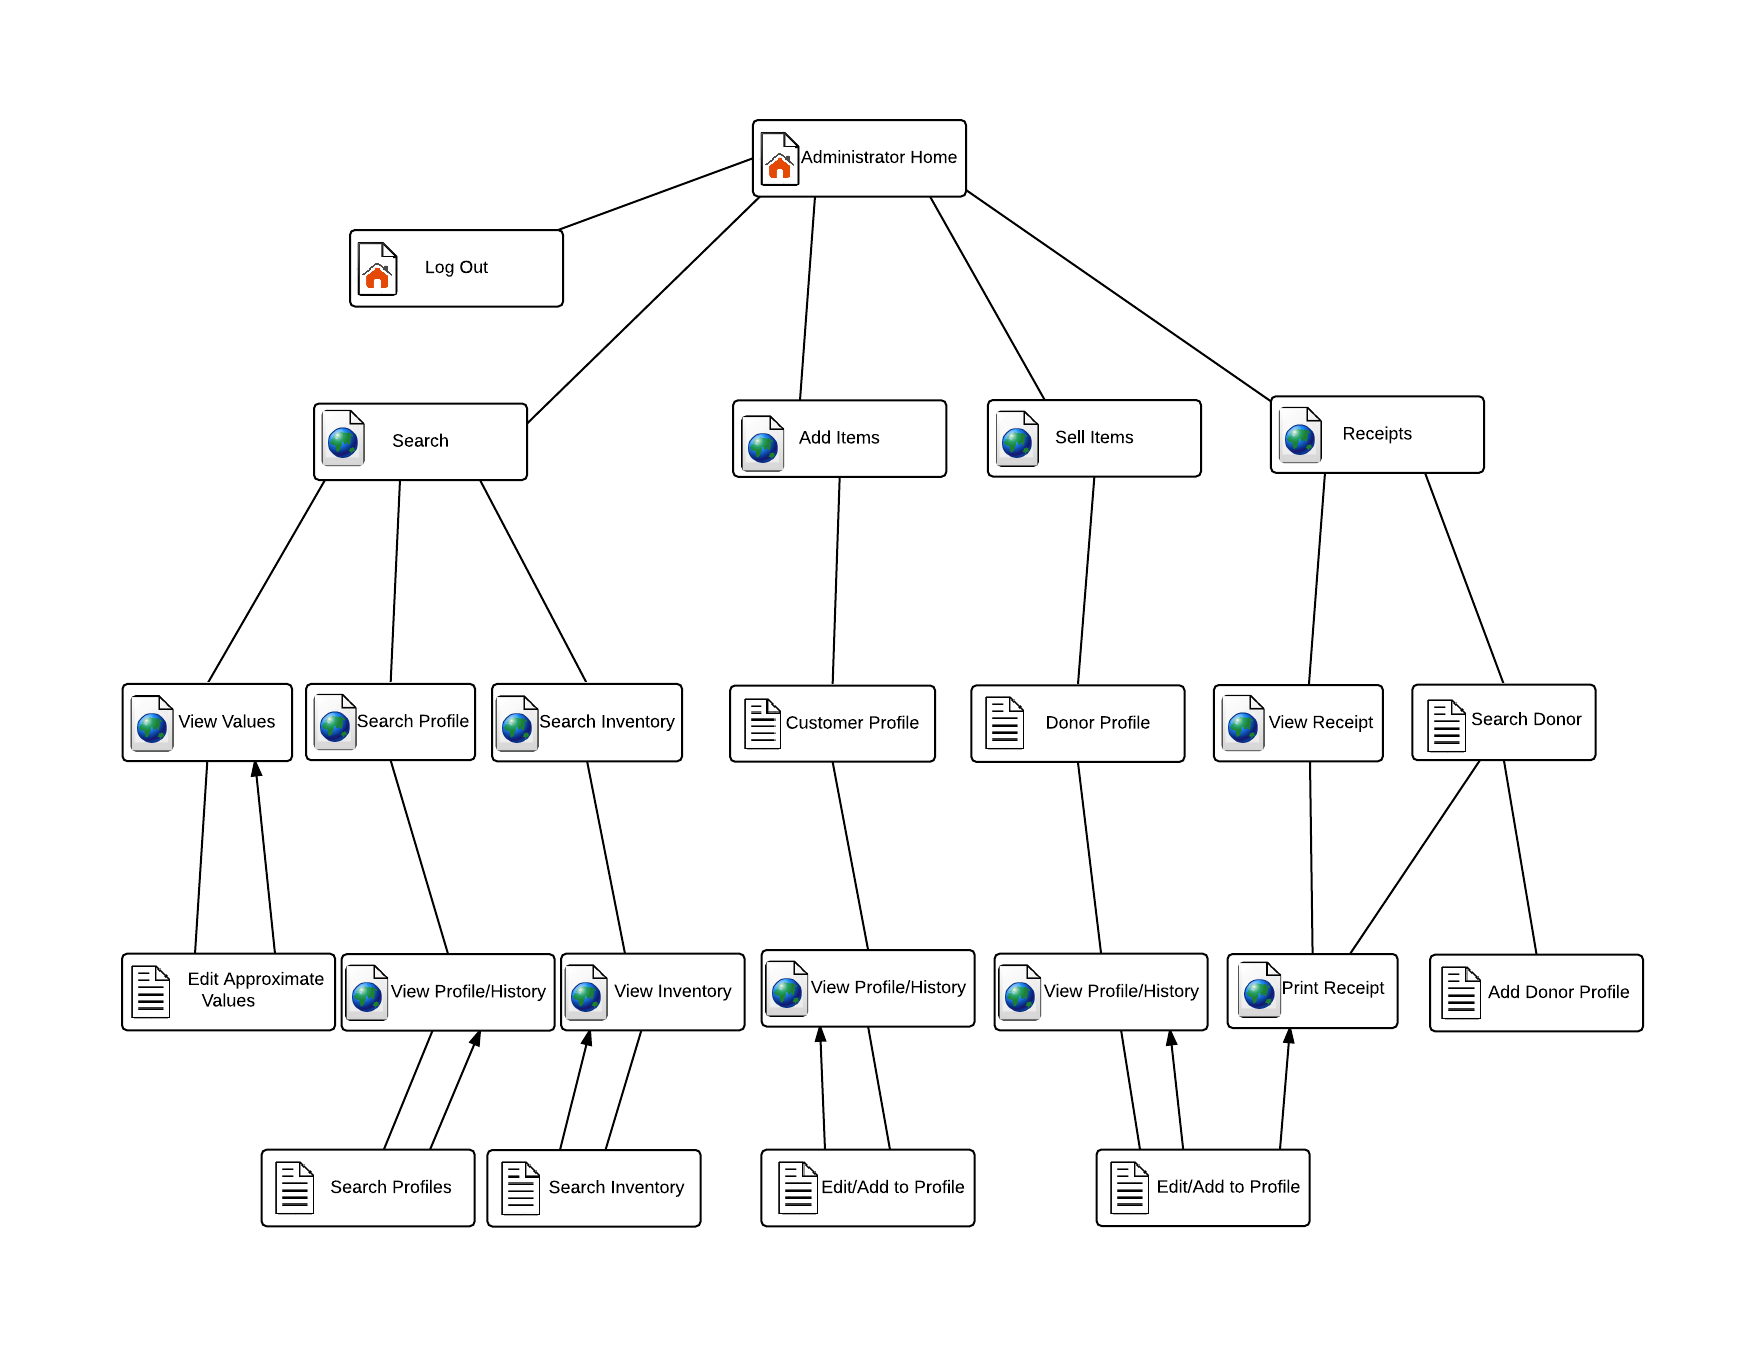 Administrator Home
Log Out
Search
Add Items
Sell Items
Receipts
View Values
Search Profile
Search Inventory
Customer Profile
Donor Profile
View Receipt
Search Donor
Edit Approximate
Values
View Profile/History
View Inventory
View Profile/History
View Profile/History
Print Receipt
Add Donor Profile
Search Profiles
Search Inventory
Edit/Add to Profile
Edit/Add to Profile